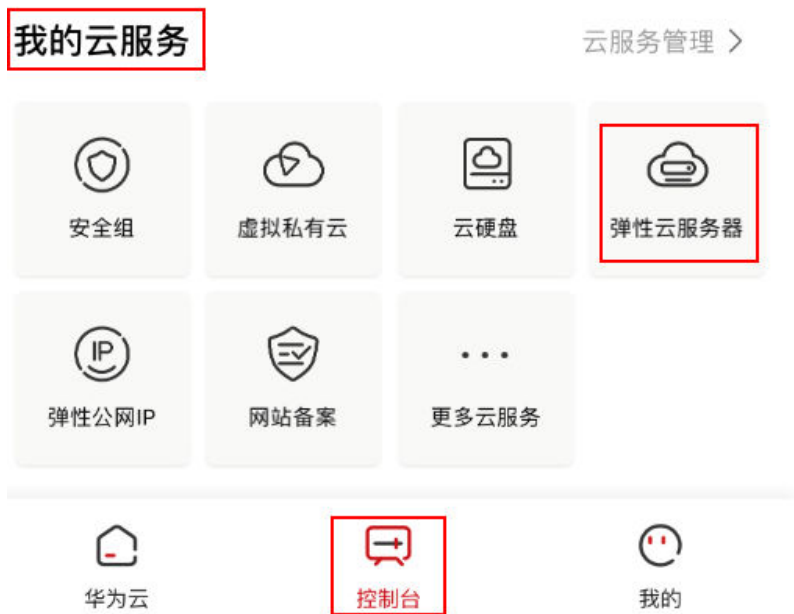 我的云服务
云服务管理
安全组 虚拟私有云 云硬盘 弹性云服务器
IP
弹性公网IP 网站备案 更多云服务
华为云 控制台 我的